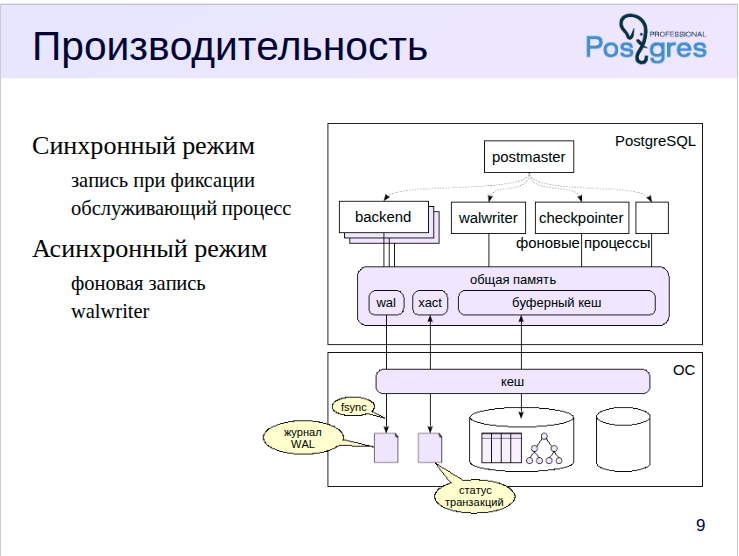 Производительность
PROFESSIONAL
Postgres
Синхронный режим
запись при фиксации
обслуживающий процесс
Асинхронный режим
фоновая запись
walwriter
PostgreSQL
postmaster
backend
walwriter
checkpointer
фоновые процессы
общая память
wal
xact
буферный кеш
ОС
кеш
fsync
журнал
WAL
статус
транзакций
9